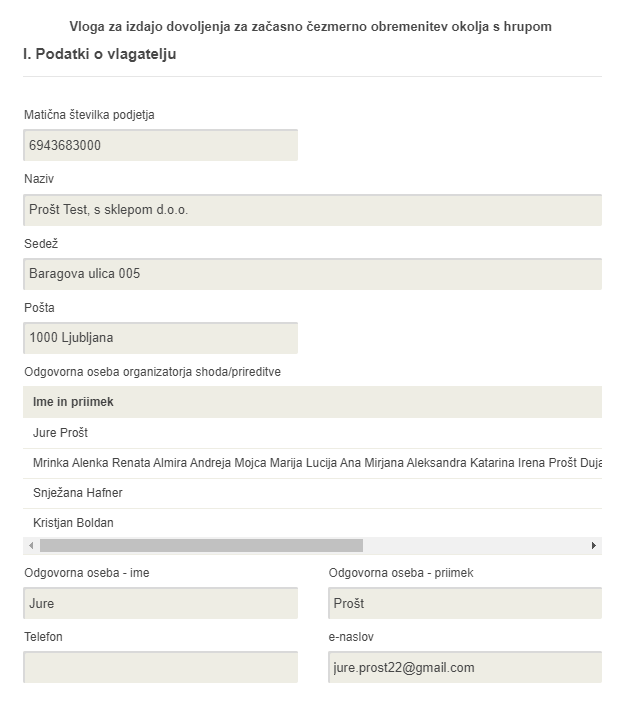 Vloga za izdajo dovoljenja za začasno čezmerno obremenitev okolja s hrupom
I. Podatki o vlagatelju
Matična številka podjetja
6943683000
Naziv
Prošt Test, s sklepom d.o.o.
Sedež
Baragova ulica 005
Pošta
1000 Ljubljana
Odgovorna oseba organizatorja shoda/prireditve
Ime in priimek
Jure Prošt
Mrinka Alenka Renata Almira Andreja Mojca Marija Lucija Ana Mirjana Aleksandra Katarina Irena Prošt Duja
Snježana Hafner
Kristjan Boldan
Odgovorna oseba - ime Odgovorna oseba - priimek
Jure Prošt
Telefon e-naslov
jure.prost22@gmail.com